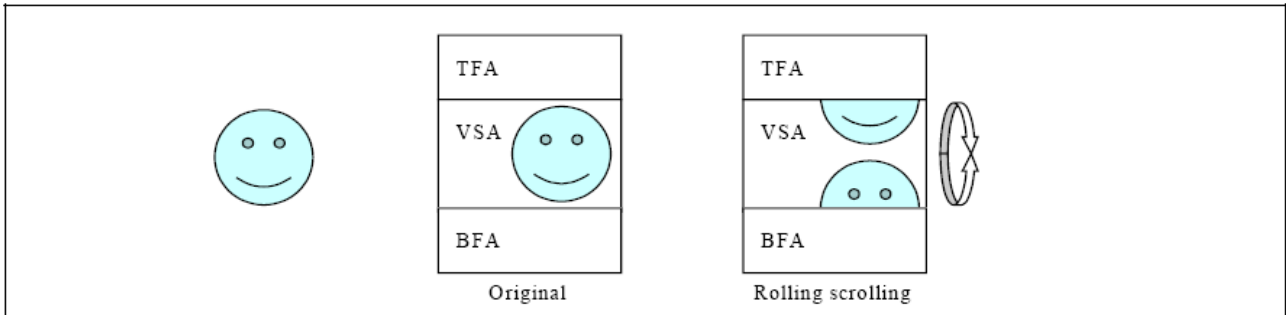 TFA
VSA
BFA
Original
TFA
VSA
BFA
Rolling scrolling